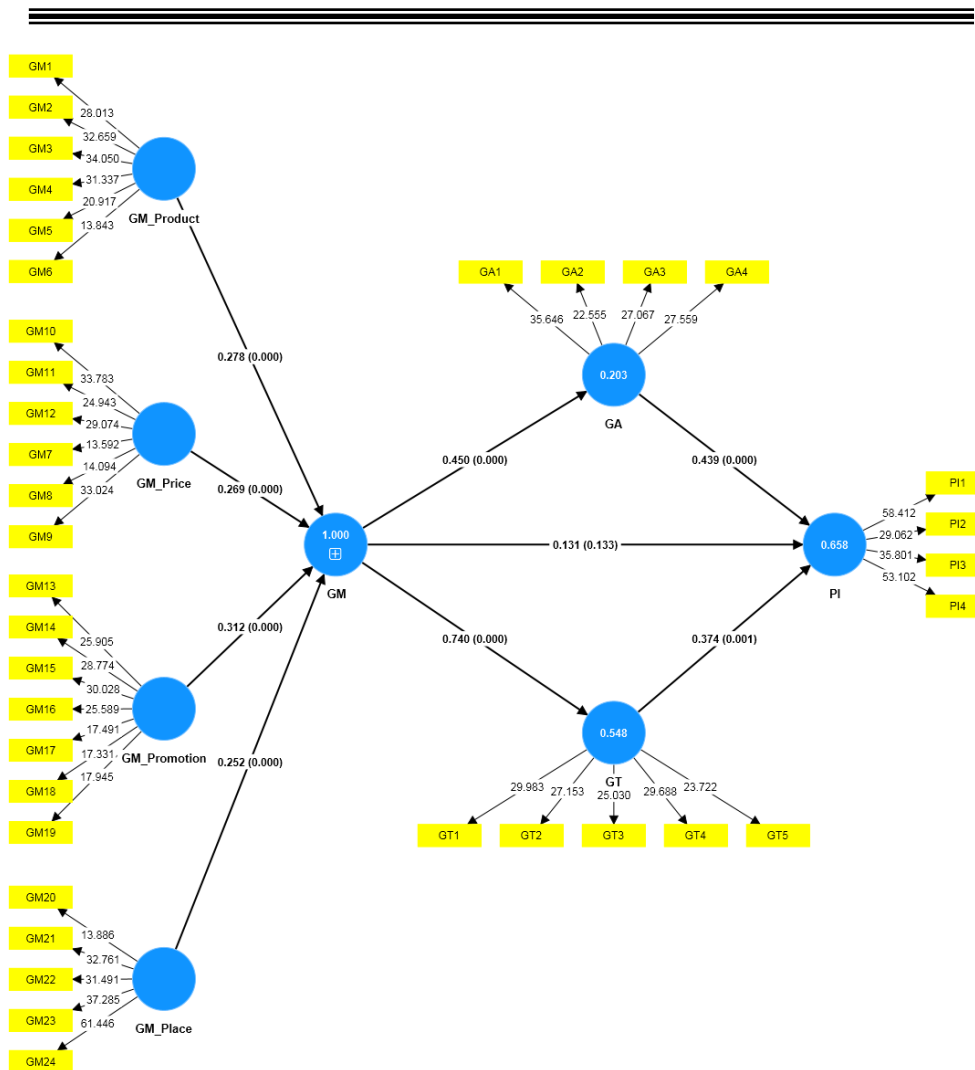 GM1
GM2
GM3
GM4
GM5
GM6
28.013
32.659
34.050
31.337
20.917
13.843
GM_Product
0.278 (0.000)
GM10
GM11
GM12
GM7
GM8
GM9
33.783
24.943
29.074
13.592
14.094
33.024
GM_Price
0.269 (0.000)
GM13
GM14
GM15
GM16
GM17
GM18
GM19
25.905
28.774
30.028
25.589
17.491
17.331
17.945
GM_Promotion
0.312 (0.000)
GM20
GM21
GM22
GM23
GM24
13.886
32.761
31.491
37.285
61.446
GM_Place
0.252 (0.000)
1.000
GM
0.450 (0.000)
0.131 (0.133)
0.740 (0.000)
GA1
GA2
GA3
GA4
35.646
22.555
27.067
27.559
0.203
GA
0.439 (0.000)
0.548
GT
29.983
27.153
25.030
29.688
23.722
GT1
GT2
GT3
GT4
GT5
0.374 (0.001)
0.658
PI
58.412
29.062
35.801
53.102
PI1
PI2
PI3
PI4